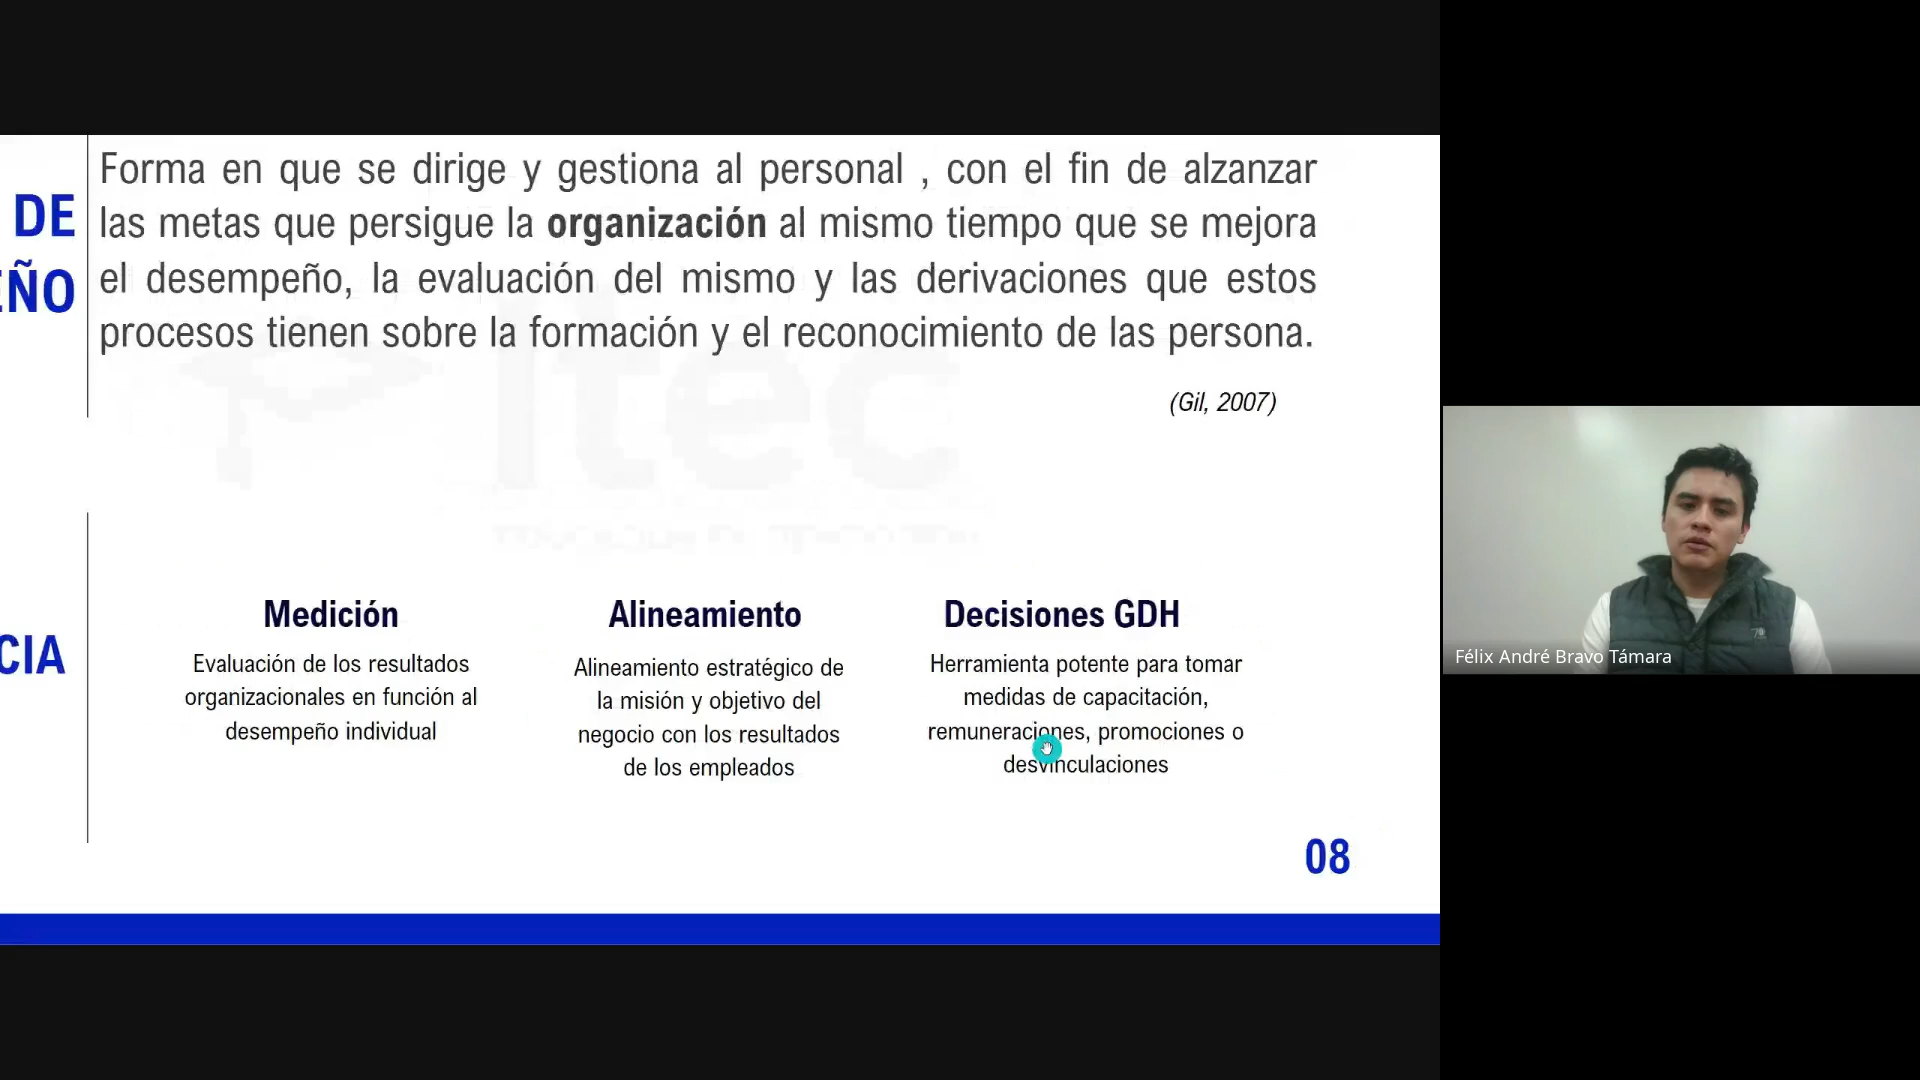 DE
EÑO
Forma en que se dirige y gestiona al personal , con el fin de alzanzar
las metas que persigue la organización al mismo tiempo que se mejora
el desempeño, la evaluación del mismo y las derivaciones que estos
procesos tienen sobre la formación y el reconocimiento de las persona.
(Gil, 2007)
Itec
CIA
Medición
Evaluación de los resultados
organizacionales en función al
desempeño individual
Alineamiento
Alineamiento estratégico de
la misión y objetivo del
negocio con los resultados
de los empleados
Decisiones GDH
Herramienta potente para tomar
medidas de capacitación,
remuneraciones, promociones o
desvinculaciones
08
Félix André Bravo Támara